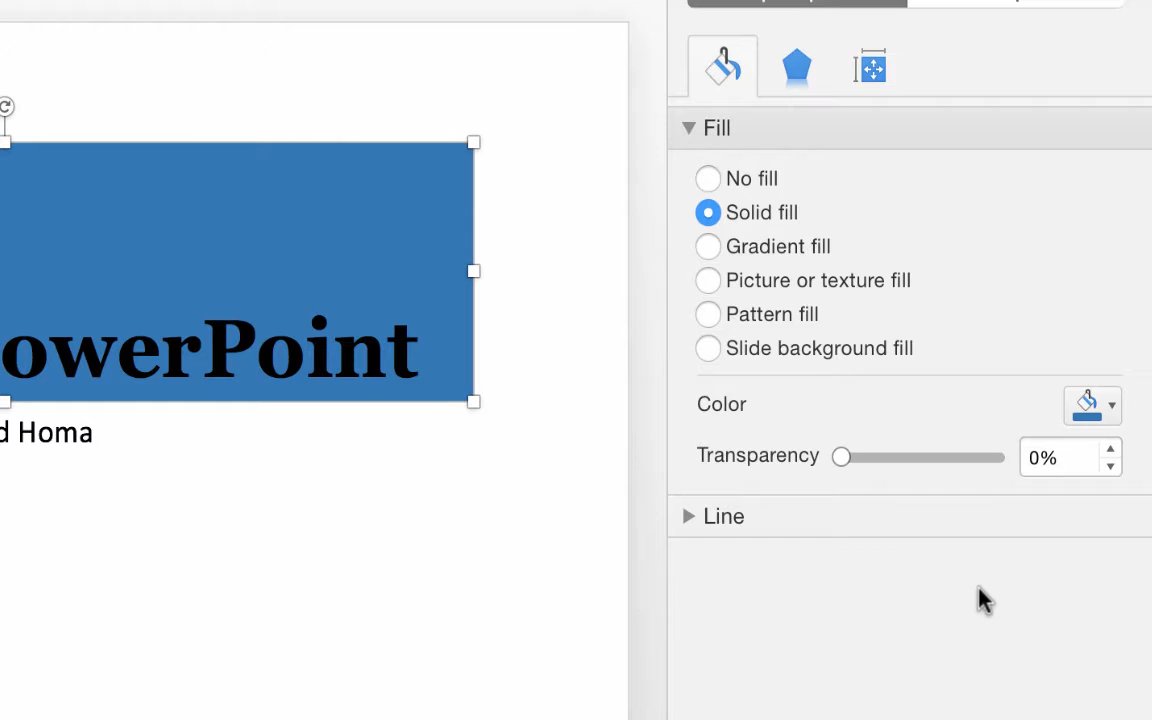 owerPoint
d Homa
Fill
No fill
Solid fill
Gradient fill
Picture or texture fill
Pattern fill
Slide background fill
Color
Transparency 0%
Line